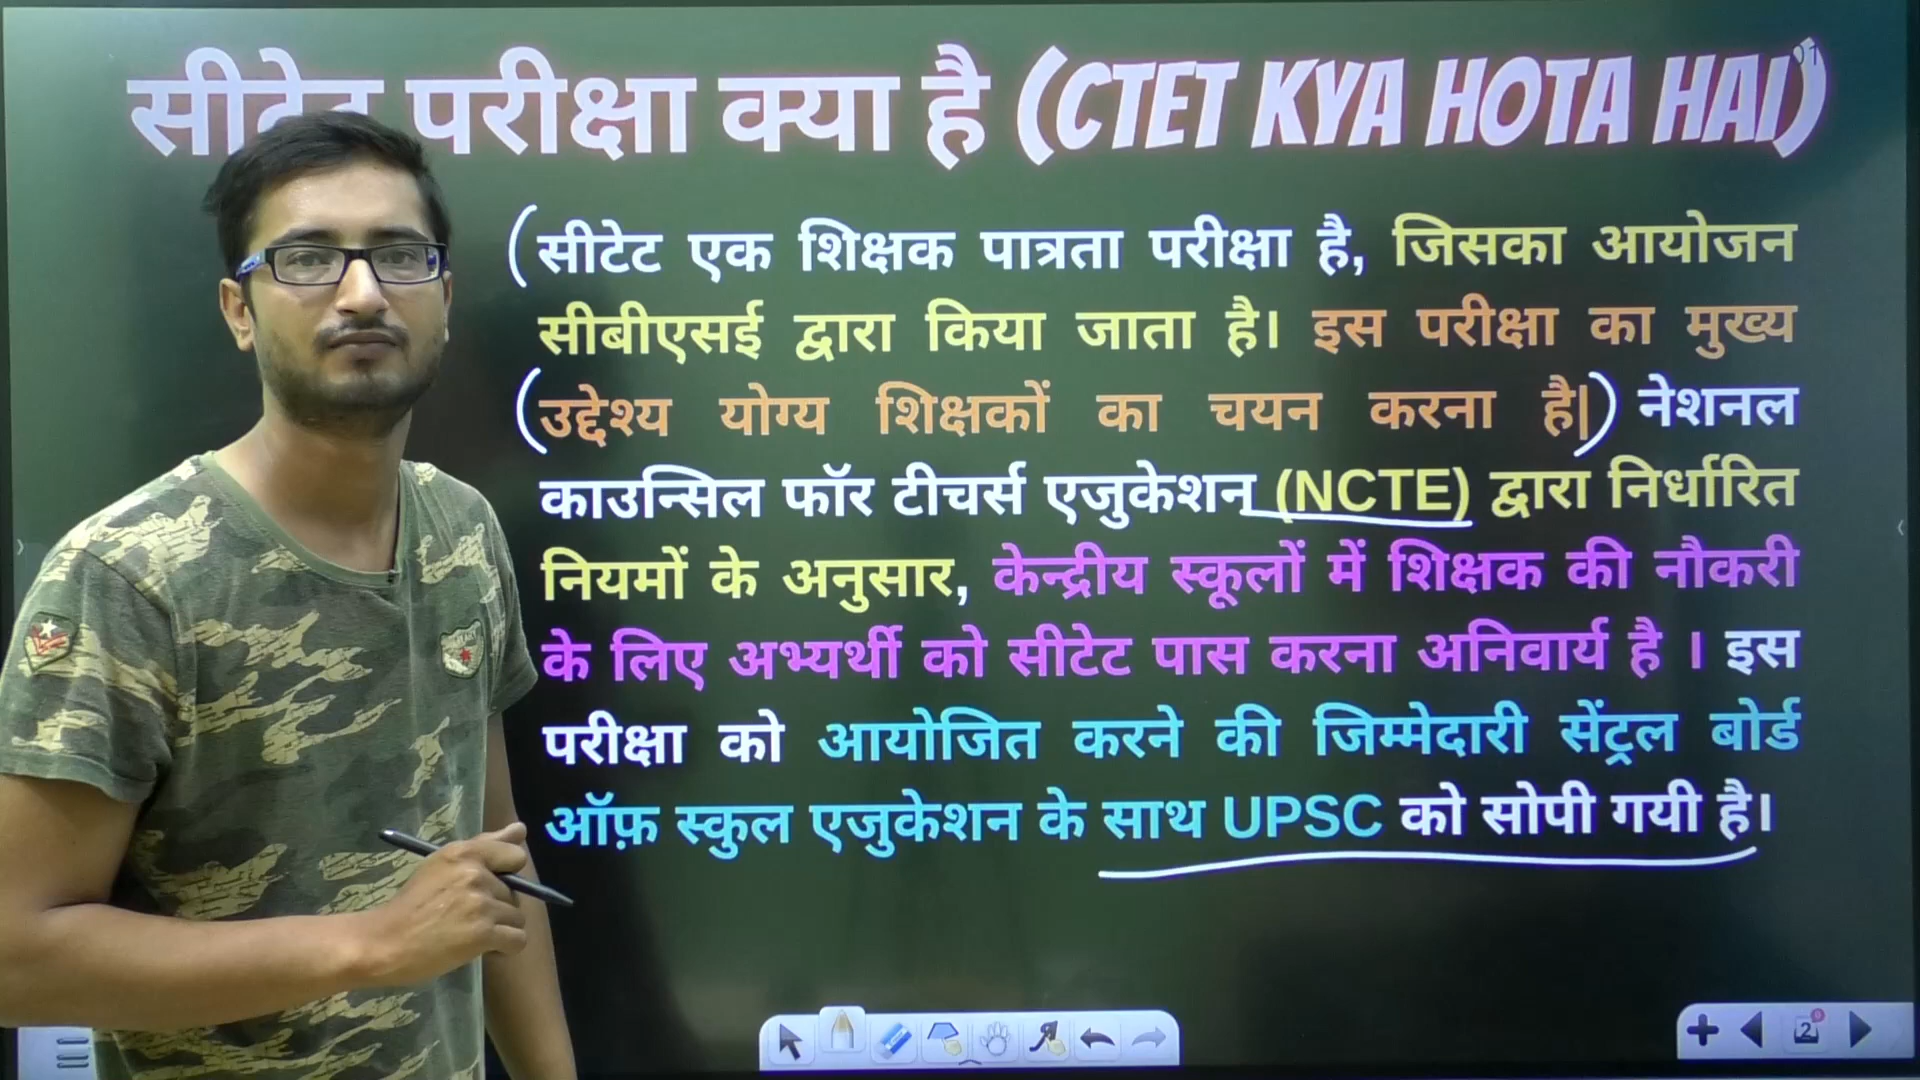 सीटेट परीक्षा क्या है (CTET KYA HOTA HAI)
(सीटेट एक शिक्षक पात्रता परीक्षा है, जिसका आयोजन
सीबीएसई द्वारा किया जाता है। इस परीक्षा का मुख्य
(उद्देश्य योग्य शिक्षकों का चयन करना है|) नेशनल
काउन्सिल फॉर टीचर्स एजुकेशन (NCTE) द्वारा निर्धारित
नियमों के अनुसार, केन्द्रीय स्कूलों में शिक्षक की नौकरी
के लिए अभ्यर्थी को सीटेट पास करना अनिवार्य है । इस
परीक्षा को आयोजित करने की जिम्मेदारी सेंट्रल बोर्ड
ऑफ़ स्कुल एजुकेशन के साथ UPSC को सोपी गयी है।
2